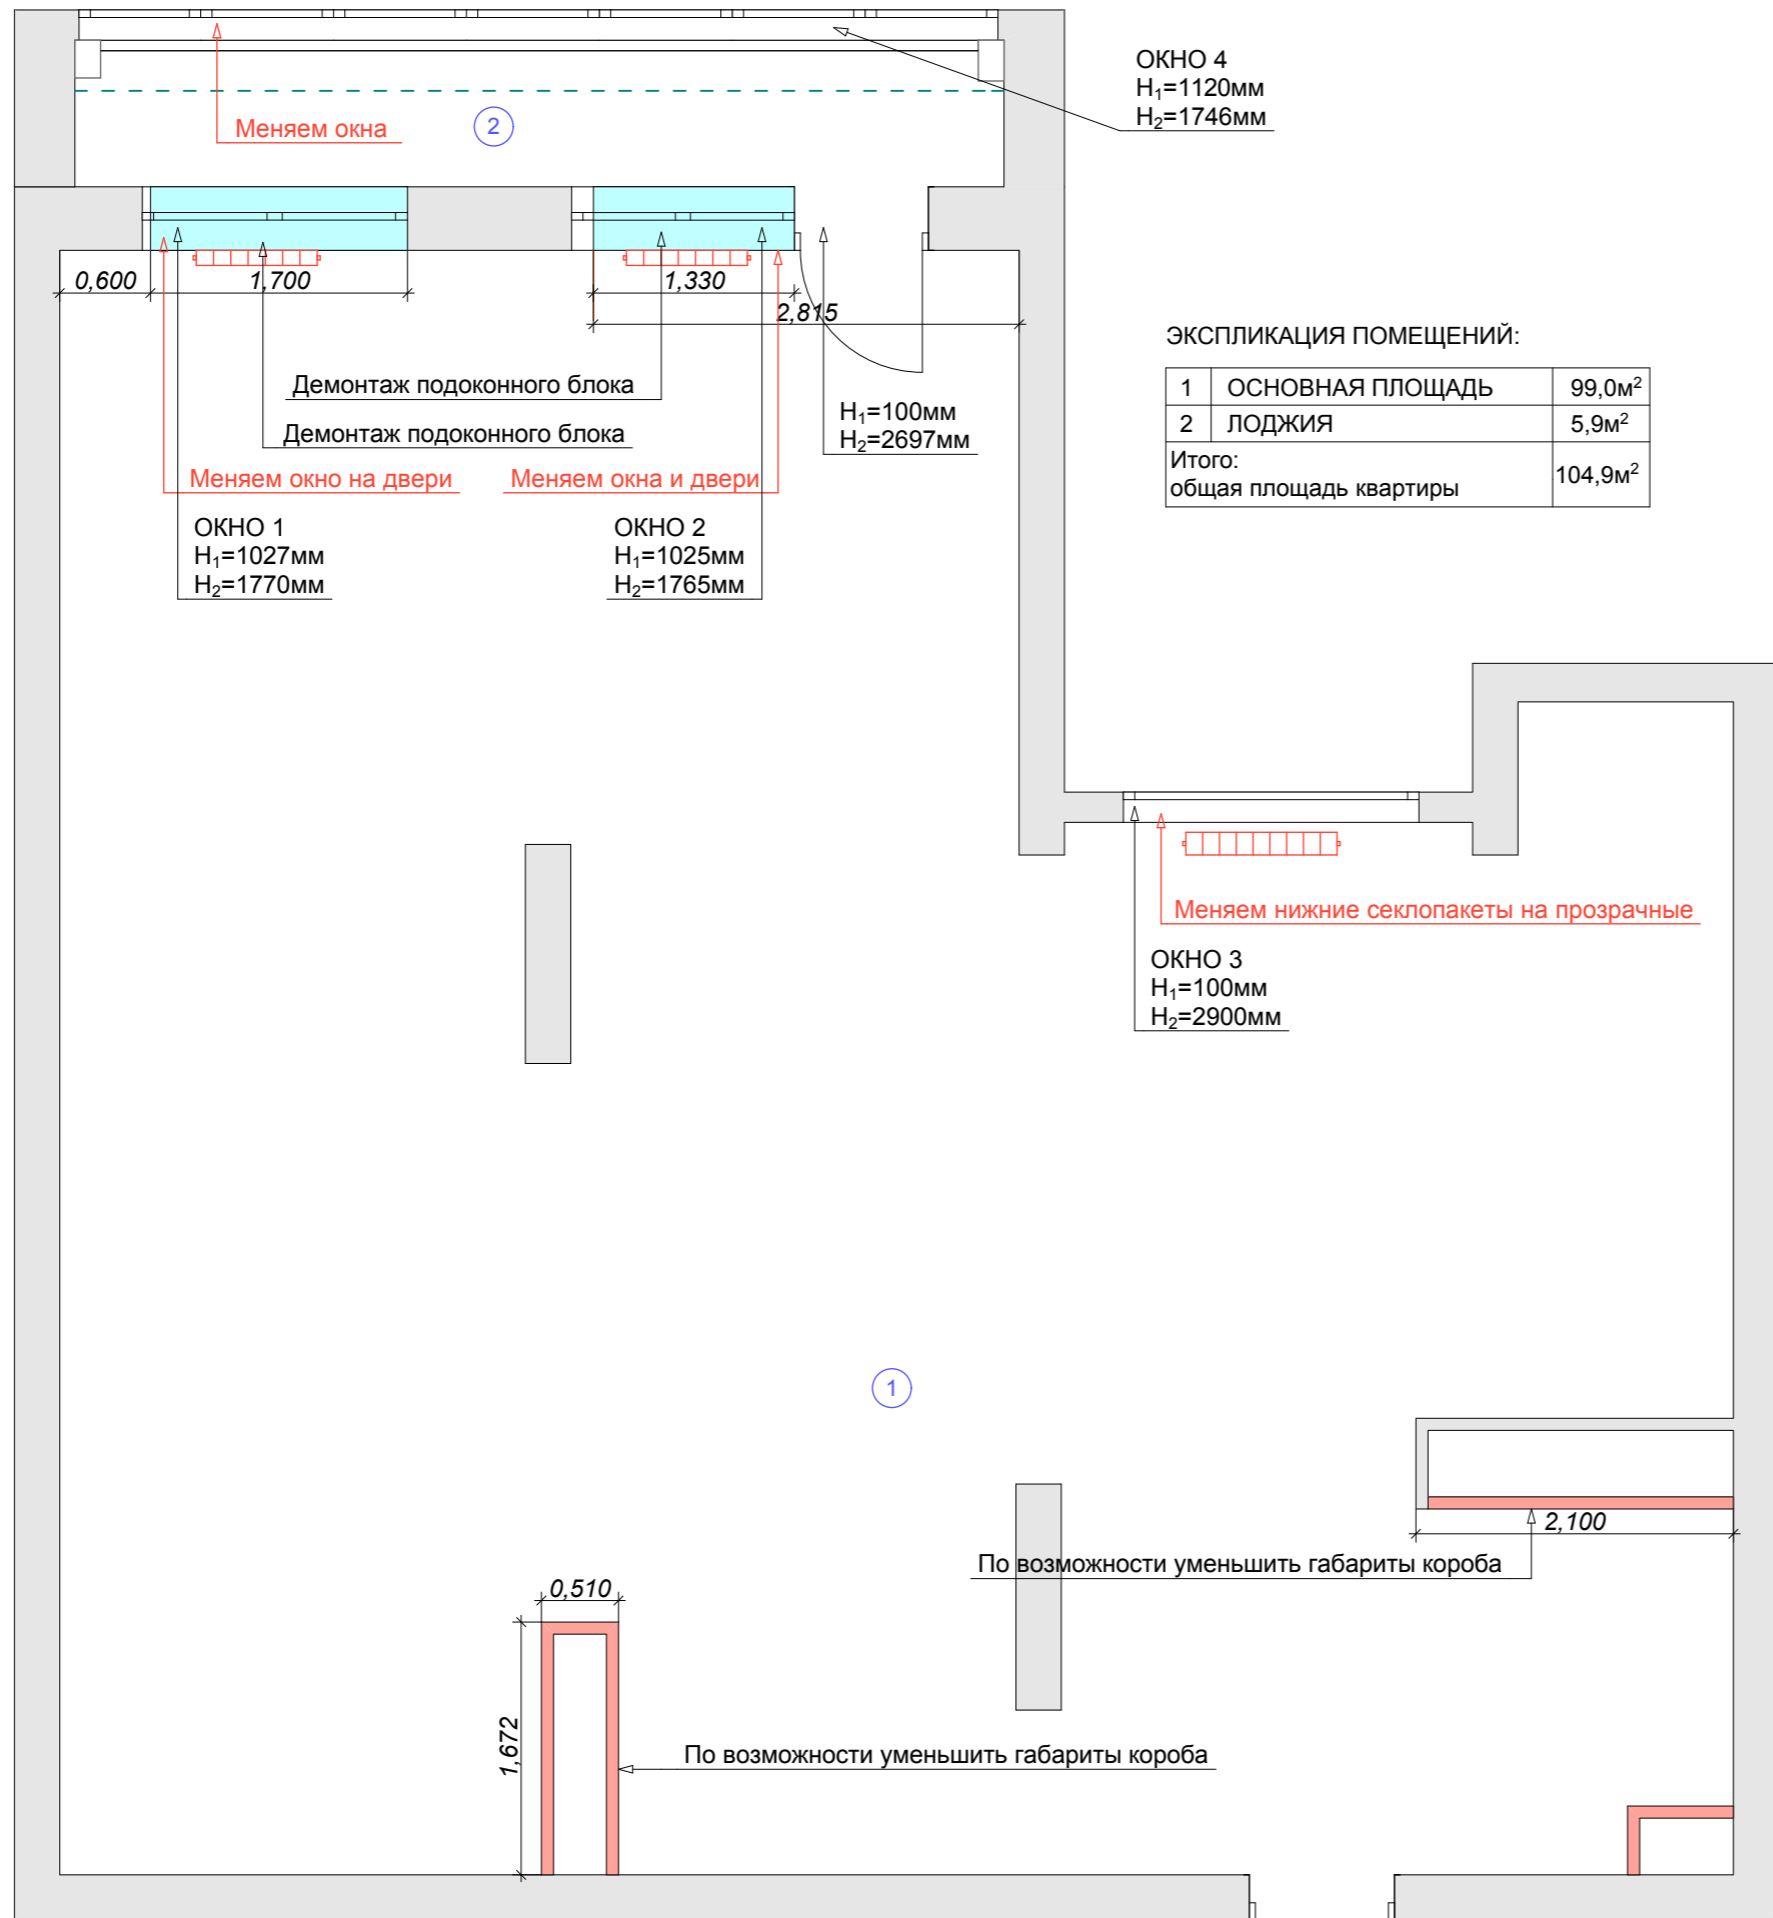 ОКНО 4
H₁=1120мм
H₂=1746мм
Меняем окна
2
0,600
1,700
1,330
2,815
ЭКСПЛИКАЦИЯ ПОМЕЩЕНИЙ:
1 ОСНОВНАЯ ПЛОЩАДЬ 99,0м²
2 ЛОДЖИЯ 5,9м²
Итого:
общая площадь квартиры 104,9м²
Демонтаж подоконного блока
H₁=100мм
H₂=2697мм
Демонтаж подоконного блока
Меняем окно на двери
Меняем окна и двери
ОКНО 1
H₁=1027мм
H₂=1770мм
ОКНО 2
H₁=1025мм
H₂=1765мм
Меняем нижние секлопакеты на прозрачные
ОКНО 3
H₁=100мм
H₂=2900мм
1
2,100
По возможности уменьшить габариты короба
0,510
1,672
По возможности уменьшить габариты короба